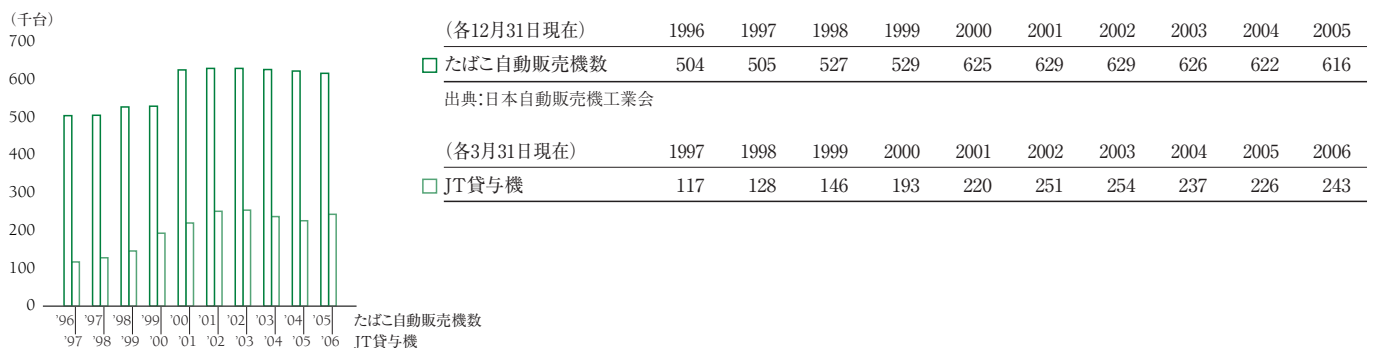 （千台）
700
600
500
400
300
200
100
0
'96 '97 '98 '99 '00 '01 '02 '03 '04 '05 たばこ自動販売機数
'97 '98 '99 '00 '01 '02 '03 '04 '05 '06 JT貸与機
（各12月31日現在） 1996 1997 1998 1999 2000 2001 2002 2003 2004 2005
たばこ自動販売機数 504 505 527 529 625 629 629 626 622 616
出典：日本自動販売機工業会
（各3月31日現在） 1997 1998 1999 2000 2001 2002 2003 2004 2005 2006
JT貸与機 117 128 146 193 220 251 254 237 226 243